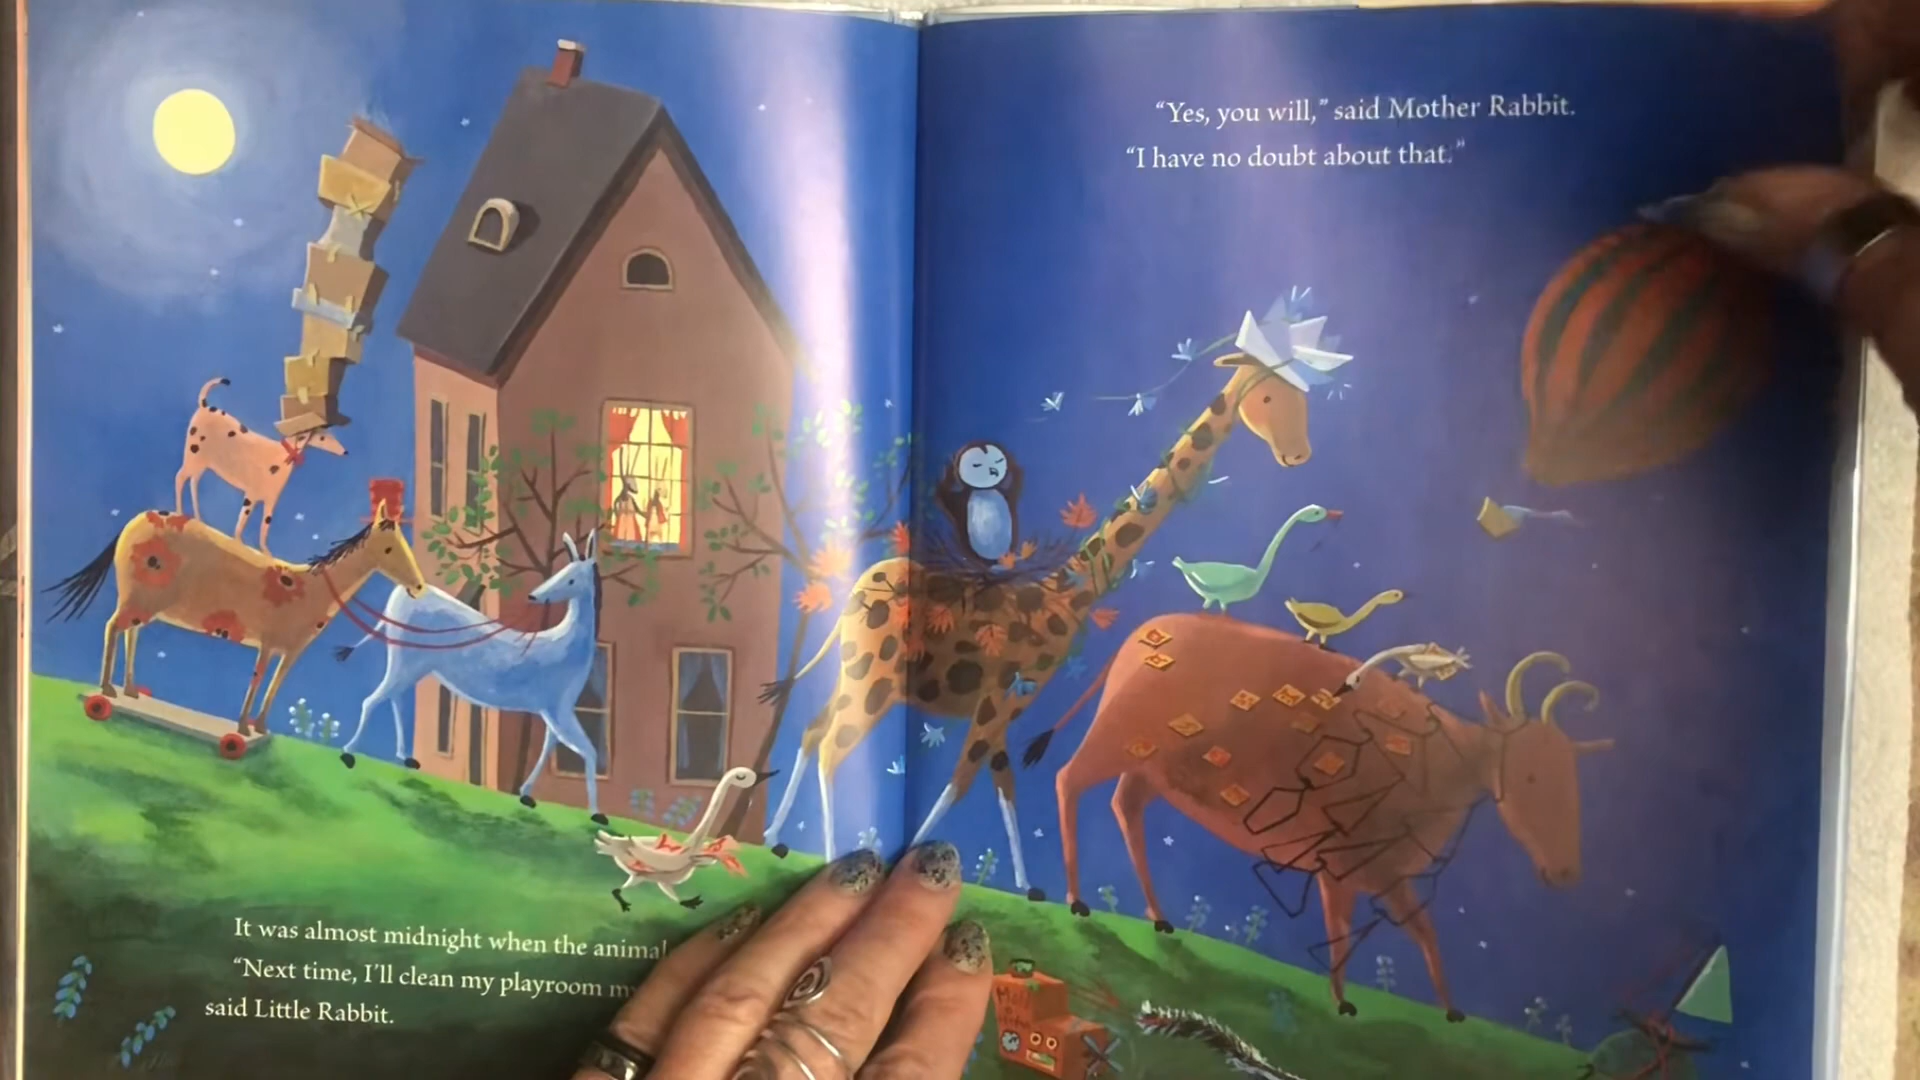 It was almost midnight when the animal
“Next time, I’ll clean my playroom
said Little Rabbit.
“Yes, you will,” said Mother Rabbit.
“I have no doubt about that.”